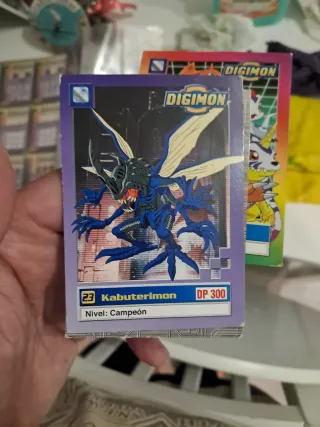 DIGIMON
DIGIMON
23 Kabuterimon DP 300
Nivel: Campeón